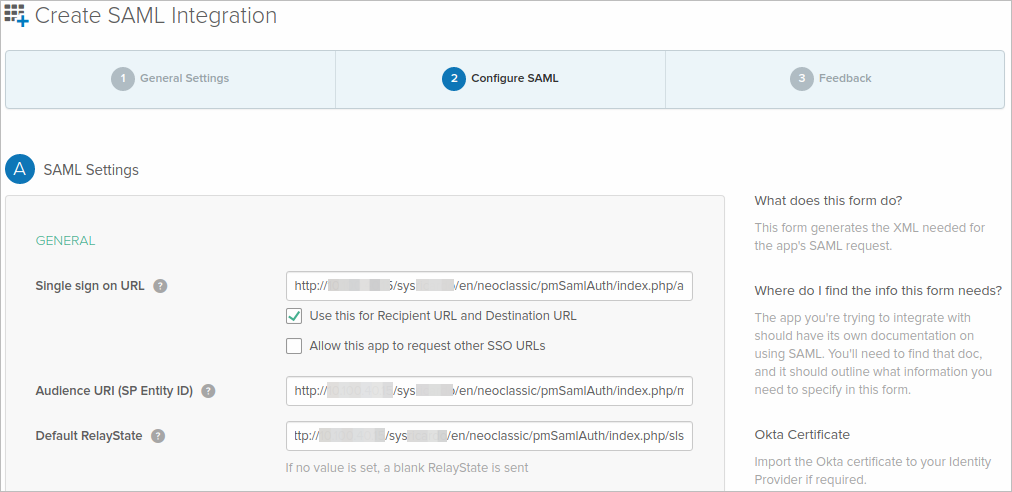 Create SAML Integration
1 General Settings
2 Configure SAML
3 Feedback
A SAML Settings
GENERAL
Single sign on URL ?
http:// /sys /en/neoclassic/pmSamlAuth/index.php/a
Use this for Recipient URL and Destination URL
Allow this app to request other SSO URLs
Audience URI (SP Entity ID) ?
http:// /sys /en/neoclassic/pmSamlAuth/index.php/m
Default RelayState ?
ttp:// /sys /en/neoclassic/pmSamlAuth/index.php/sls
If no value is set, a blank RelayState is sent
What does this form do?
This form generates the XML needed for
the app's SAML request.
Where do I find the info this form needs?
The app you're trying to integrate with
should have its own documentation on
using SAML. You'll need to find that doc,
and it should outline what information you
need to specify in this form.
Okta Certificate
Import the Okta certificate to your Identity
Provider if required.